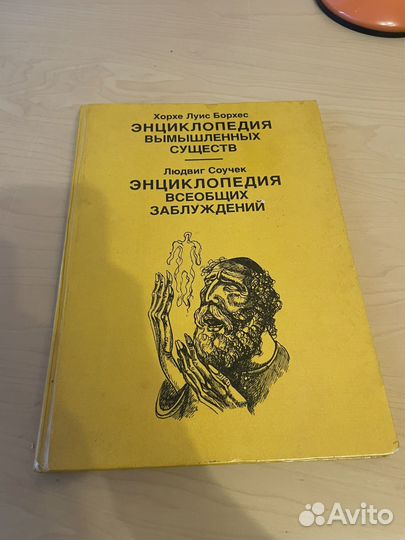 Хорхе Луис Борхес
ЭНЦИКЛОПЕДИЯ
ВЫМЫШЛЕННЫХ
СУЩЕСТВ
Людвиг Соучек
ЭНЦИКЛОПЕДИЯ
ВСЕОБЩИХ
ЗАБЛУЖДЕНИЙ
Avito